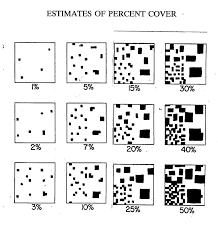 ESTIMATES OF PERCENT COVER
1% 5% 15% 30%
2% 7% 20% 40%
3% 10% 25% 50%